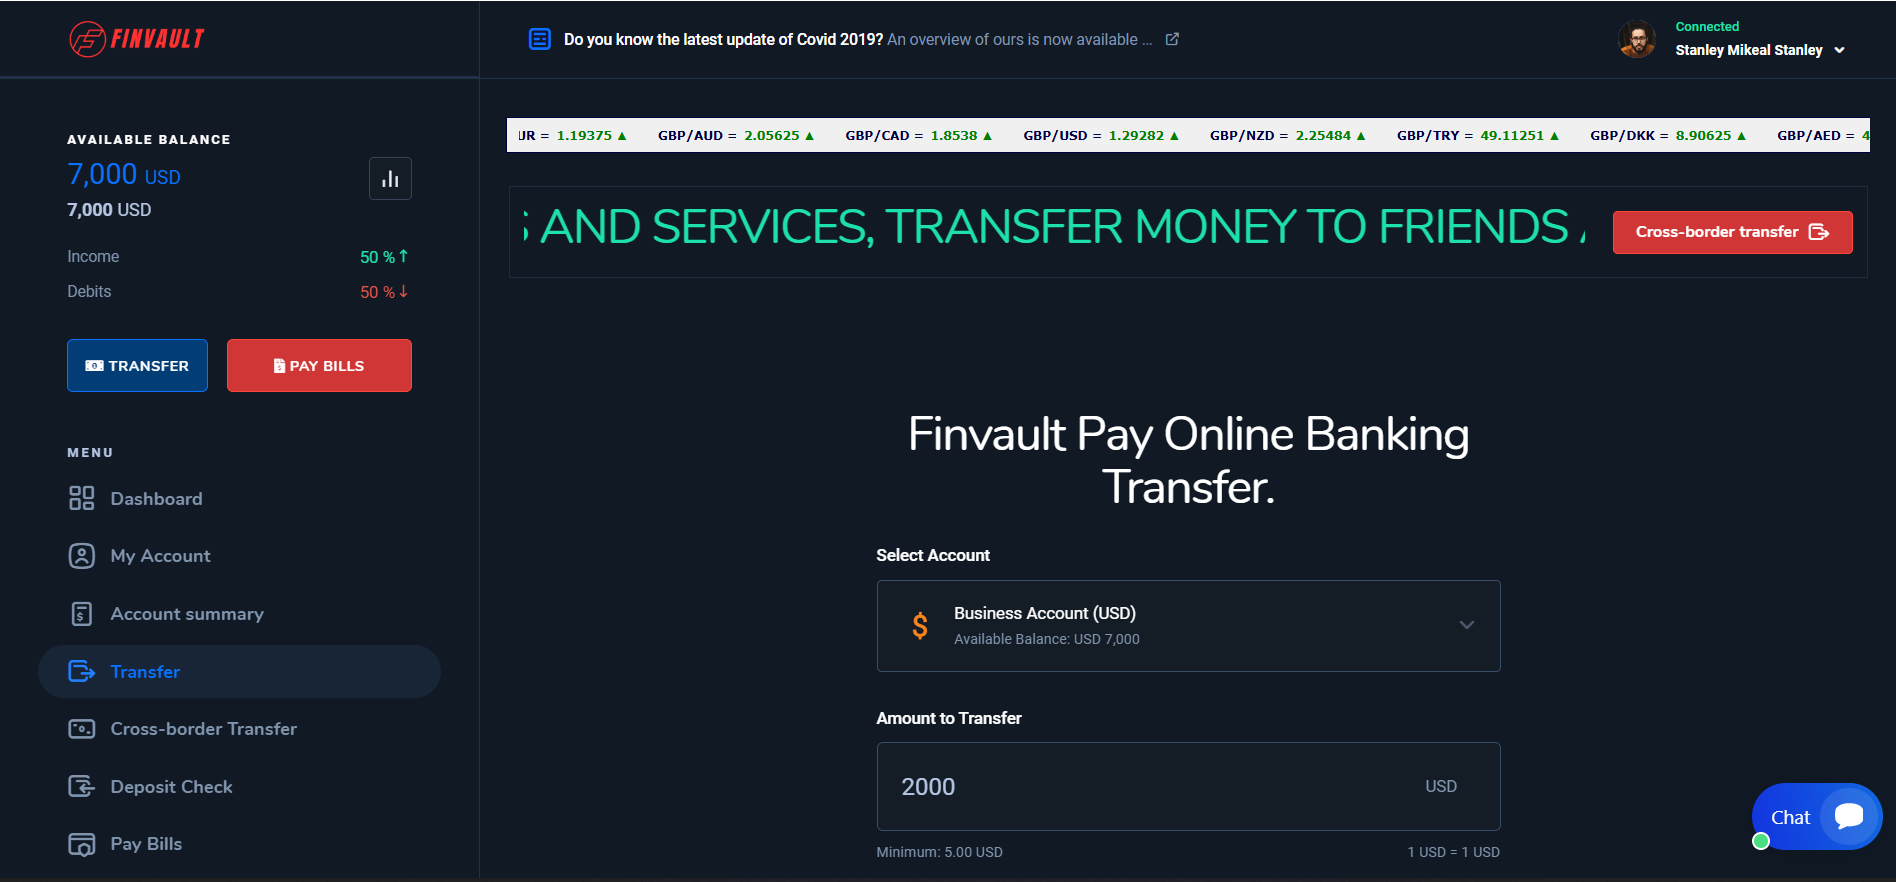 FINVAULT
Do you know the latest update of Covid 2019? An overview of ours is now available ...
Connected
Stanley Mikeal Stanley
AVAILABLE BALANCE
7,000 USD
7,000 USD
Income 50 %
Debits 50 %
TRANSFER PAY BILLS
MENU
Dashboard
My Account
Account summary
Transfer
Cross-border Transfer
Deposit Check
Pay Bills
UR = 1.19375 ▲ GBP/AUD = 2.05625 ▲ GBP/CAD = 1.8538 ▲ GBP/USD = 1.29282 ▲ GBP/NZD = 2.25484 ▲ GBP/TRY = 49.11251 ▲ GBP/DKK = 8.90625 ▲ GBP/AED = 4
AND SERVICES, TRANSFER MONEY TO FRIENDS
Cross-border transfer
Finvault Pay Online Banking
Transfer.
Select Account
$ Business Account (USD)
Available Balance: USD 7,000
Amount to Transfer
2000 USD
Minimum: 5.00 USD 1 USD = 1 USD
Chat